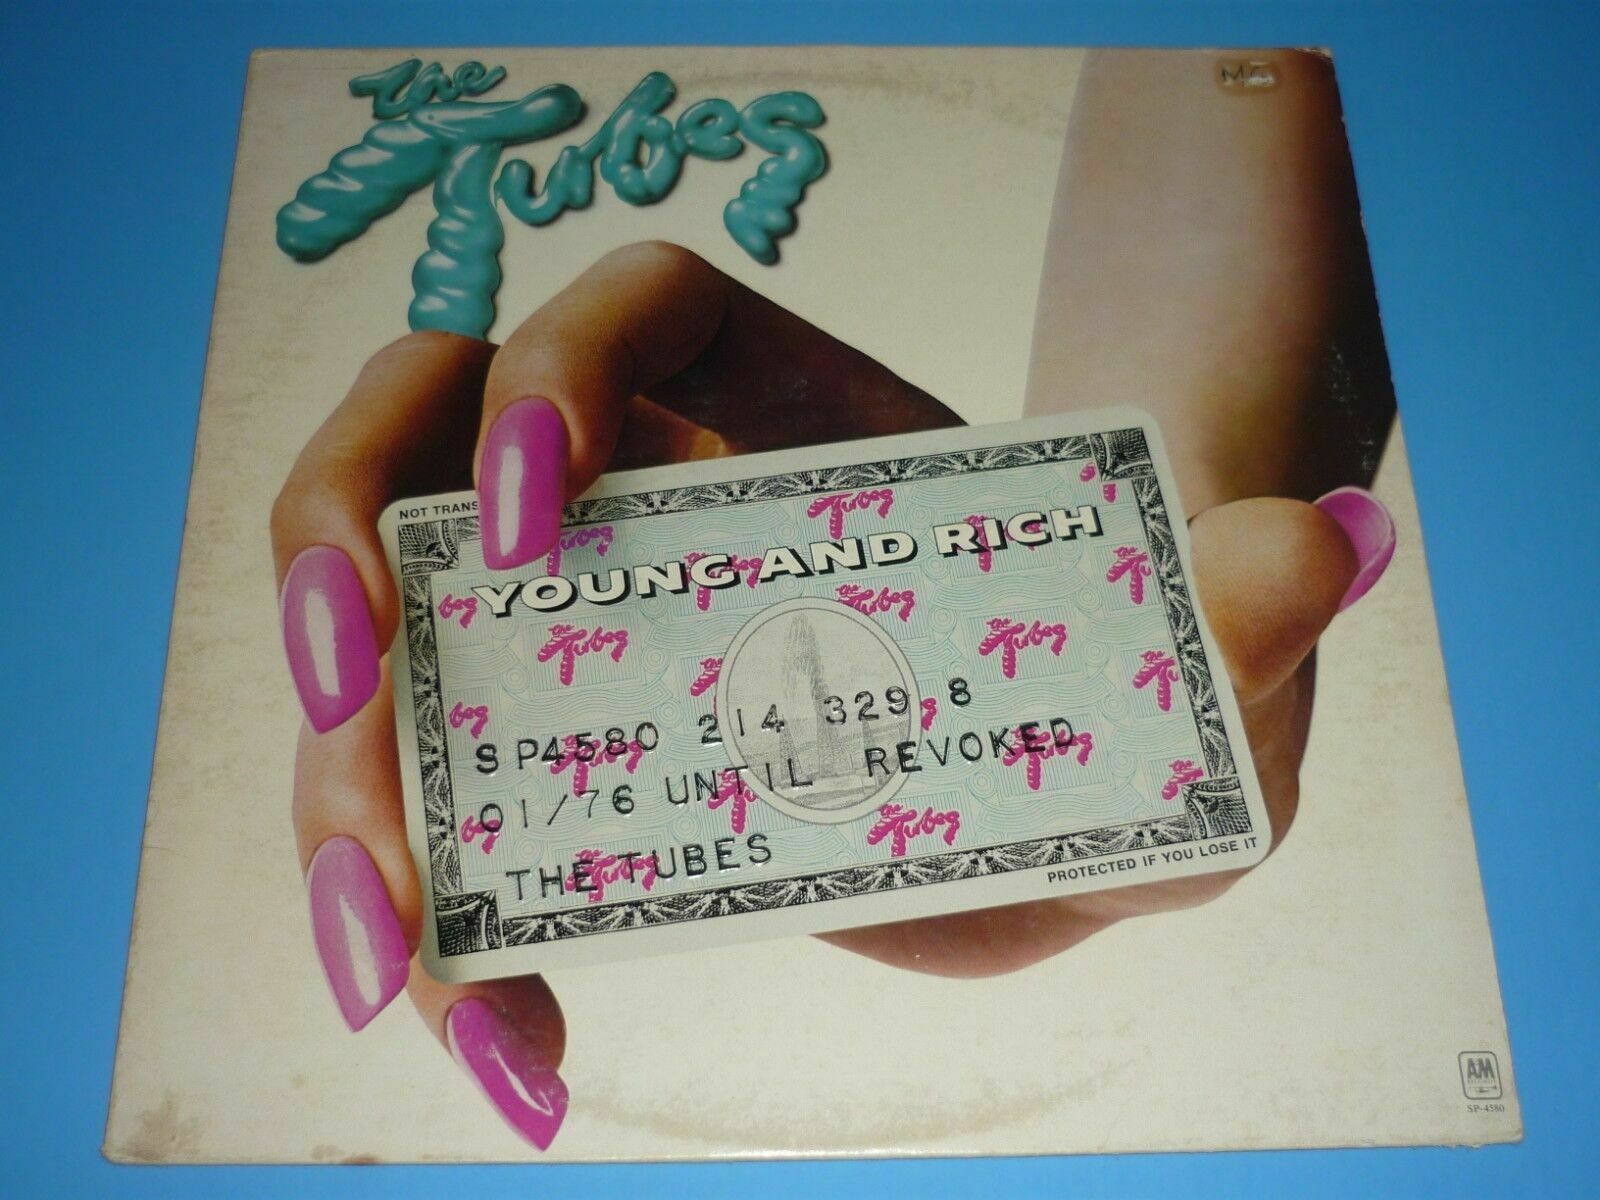 the
Tubes
NOT TRANS
YOUNG AND RICH
SP4580 214 329 8
01/76 UNTIL REVOKED
THE TUBES
PROTECTED IF YOU LOSE IT
A&M
SP-4580